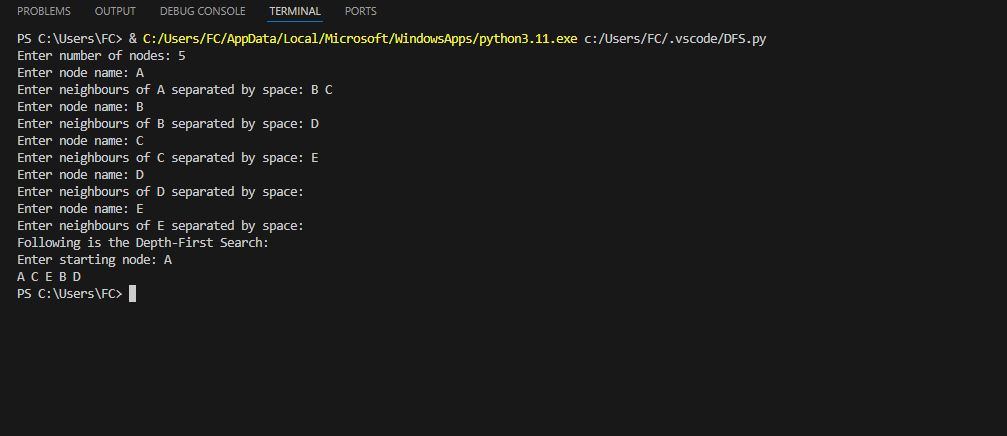 PROBLEMS OUTPUT DEBUG CONSOLE TERMINAL PORTS
PS C:\Users\FC> & C:/Users/FC/AppData/Local/Microsoft/WindowsApps/python3.11.exe c:/Users/FC/.vscode/DFS.py
Enter number of nodes: 5
Enter node name: A
Enter neighbours of A separated by space: B C
Enter node name: B
Enter neighbours of B separated by space: D
Enter node name: C
Enter neighbours of C separated by space: E
Enter node name: D
Enter neighbours of D separated by space:
Enter node name: E
Enter neighbours of E separated by space:
Following is the Depth-First Search:
Enter starting node: A
A C E B D
PS C:\Users\FC>